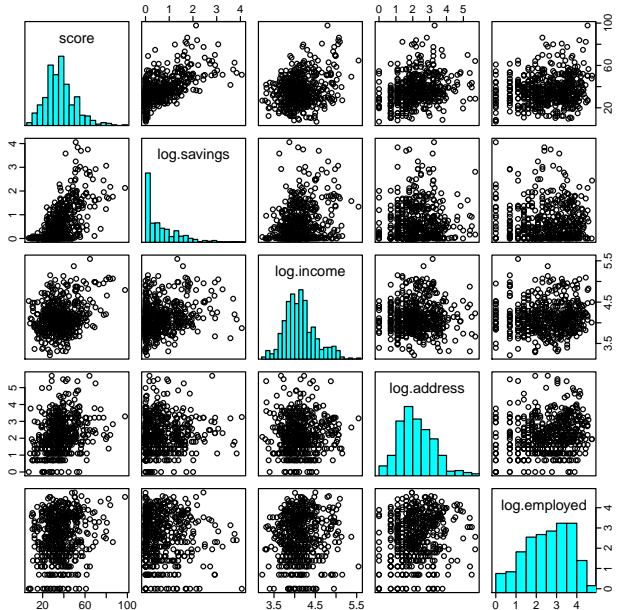 0 1 2 3 4 0 1 2 3 4 5
score
20 60 100
log.savings
0 1 2 3 4
log.income
3.5 4.5 5.5
log.address
0 1 2 3 4 5
log.employed
0 1 2 3 4
20 60 100 3.5 4.5 5.5 0 1 2 3 4